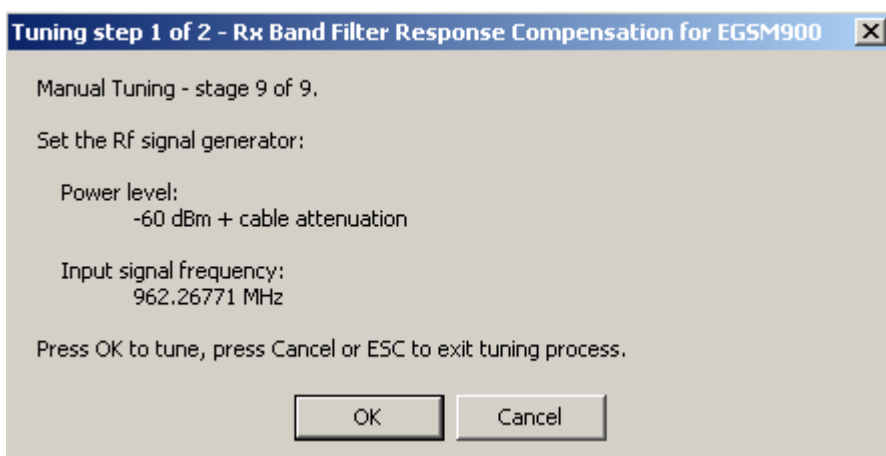 Tuning step 1 of 2 - Rx Band Filter Response Compensation for EGSM900
Manual Tuning - stage 9 of 9.
Set the Rf signal generator:
Power level:
-60 dBm + cable attenuation
Input signal frequency:
962.26771 MHz
Press OK to tune, press Cancel or ESC to exit tuning process.
OK Cancel